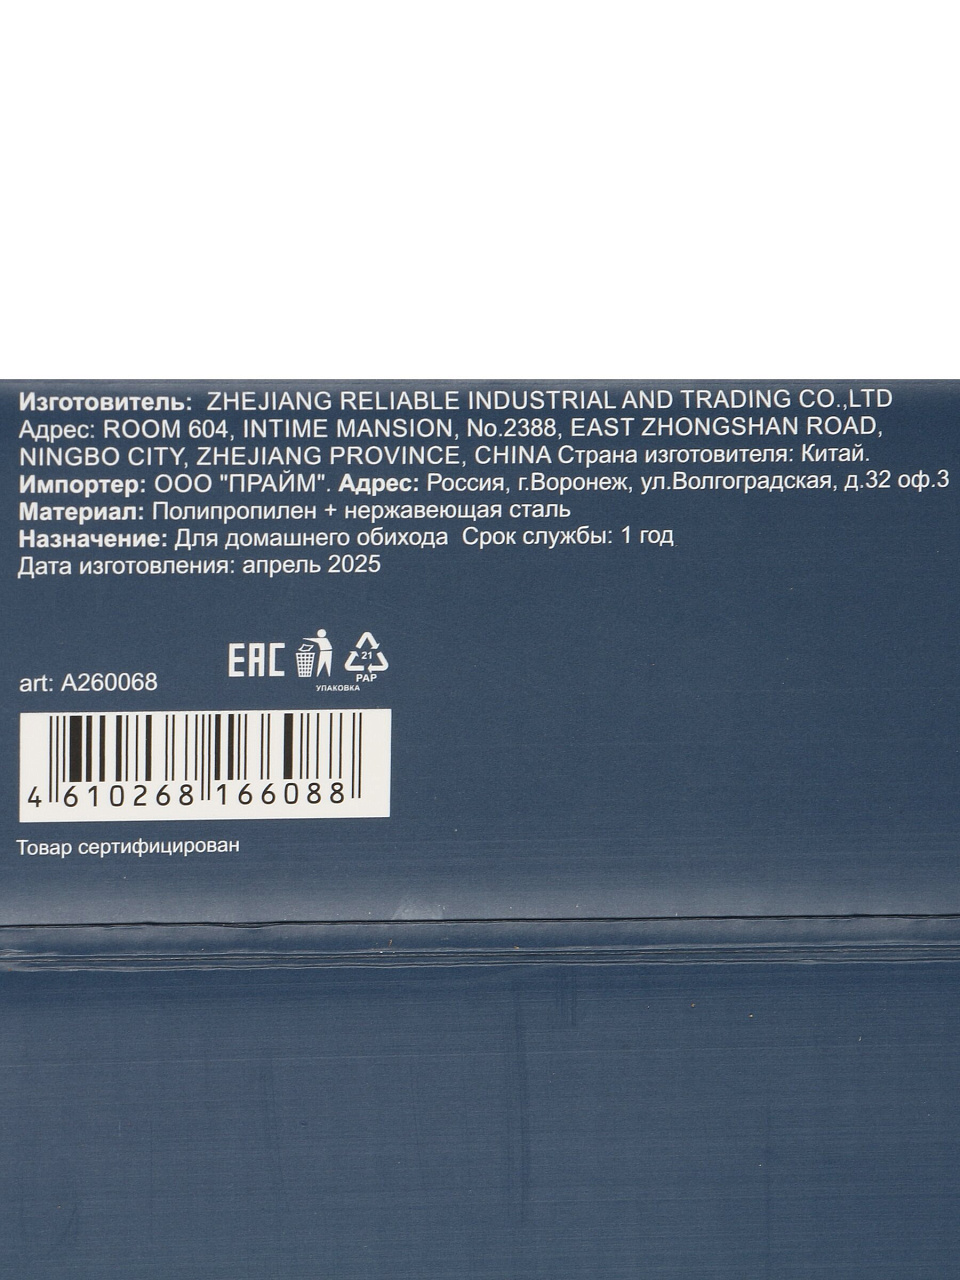 Изготовитель: ZHEJIANG RELIABLE INDUSTRIAL AND TRADING CO.,LTD
Адрес: ROOM 604, INTIME MANSION, No.2388, EAST ZHONGSHAN ROAD,
NINGBO CITY, ZHEJIANG PROVINCE, CHINA Страна изготовителя: Китай.
Импортер: ООО "ПРАЙМ". Адрес: Россия, г.Воронеж, ул.Волгоградская, д.32 оф.3
Материал: Полипропилен + нержавеющая сталь
Назначение: Для домашнего обихода Срок службы: 1 год
Дата изготовления: апрель 2025
EAC
21
PAP
УПАКОВКА
art: A260068
4 610268 166088
Товар сертифицирован